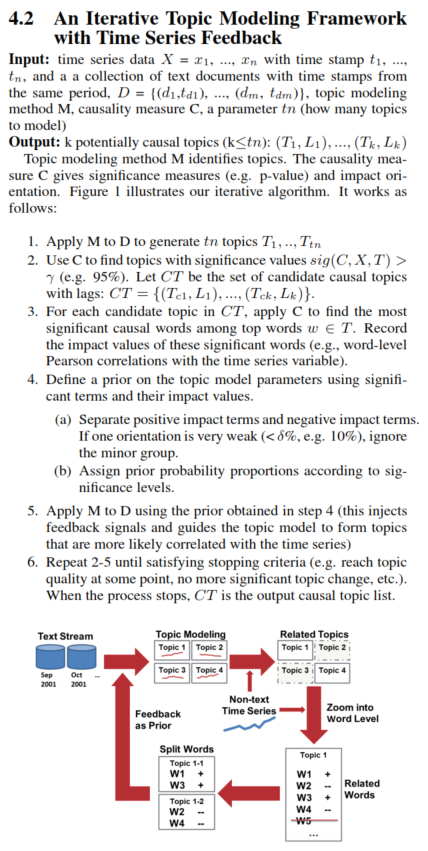 4.2 An Iterative Topic Modeling Framework
with Time Series Feedback
Input: time series data X = x1, ..., xn with time stamp t1, ...,
tn, and a a collection of text documents with time stamps from
the same period, D = {(d1,td1), ..., (dm, tdm)}, topic modeling
method M, causality measure C, a parameter tn (how many topics
to model)
Output: k potentially causal topics (k≤tn): (T1, L1), ..., (Tk, Lk)
Topic modeling method M identifies topics. The causality mea-
sure C gives significance measures (e.g. p-value) and impact ori-
entation. Figure 1 illustrates our iterative algorithm. It works as
follows:
1. Apply M to D to generate tn topics T1, .., Ttn
2. Use C to find topics with significance values sig(C, X, T) >
γ (e.g. 95%). Let CT be the set of candidate causal topics
with lags: CT = {(Tc1, L1), ..., (Tck, Lk)}.
3. For each candidate topic in CT, apply C to find the most
significant causal words among top words w ∈ T. Record
the impact values of these significant words (e.g., word-level
Pearson correlations with the time series variable).
4. Define a prior on the topic model parameters using signifi-
cant terms and their impact values.
(a) Separate positive impact terms and negative impact terms.
If one orientation is very weak (< δ%, e.g. 10%), ignore
the minor group.
(b) Assign prior probability proportions according to sig-
nificance levels.
5. Apply M to D using the prior obtained in step 4 (this injects
feedback signals and guides the topic model to form topics
that are more likely correlated with the time series)
6. Repeat 2-5 until satisfying stopping criteria (e.g. reach topic
quality at some point, no more significant topic change, etc.).
When the process stops, CT is the output causal topic list.
Text Stream
Sep
2001
Oct
2001
...
Topic Modeling
Topic 1
Topic 2
Topic 3
Topic 4
Related Topics
Topic 1
Topic 2
Topic 3
Topic 4
Non-text
Time Series
Zoom into
Word Level
Feedback
as Prior
Split Words
Topic 1-1
W1 +
W3 +
Topic 1-2
W2 --
W4 --
Topic 1
W1 +
W2 --
W3 +
W4 --
W5
...
Related
Words